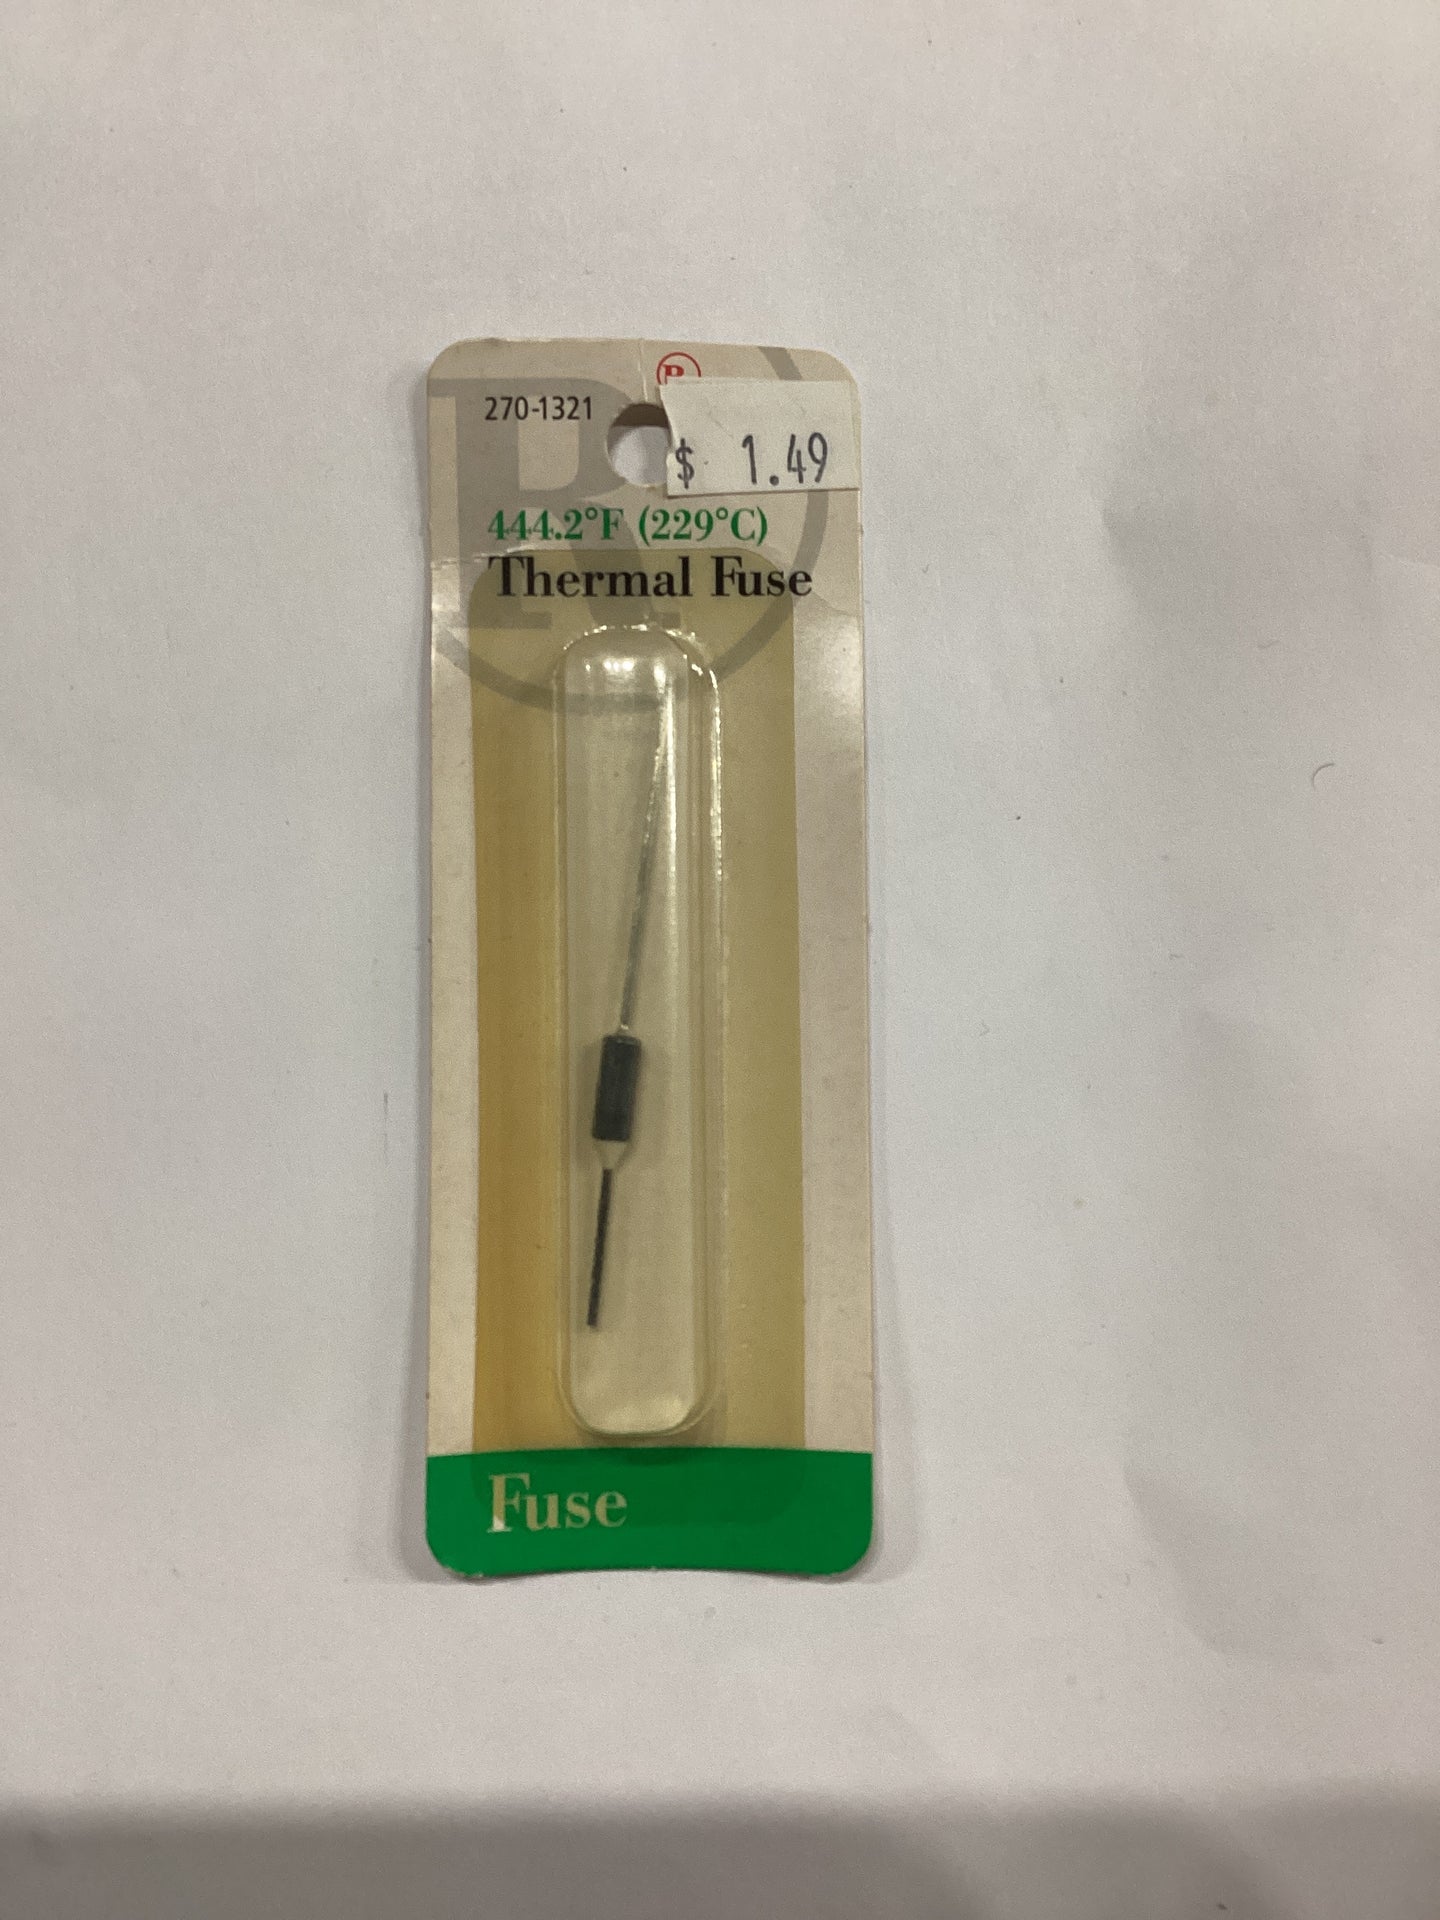 R
270-1321
$ 1.49
444.2°F (229°C)
Thermal Fuse
Fuse